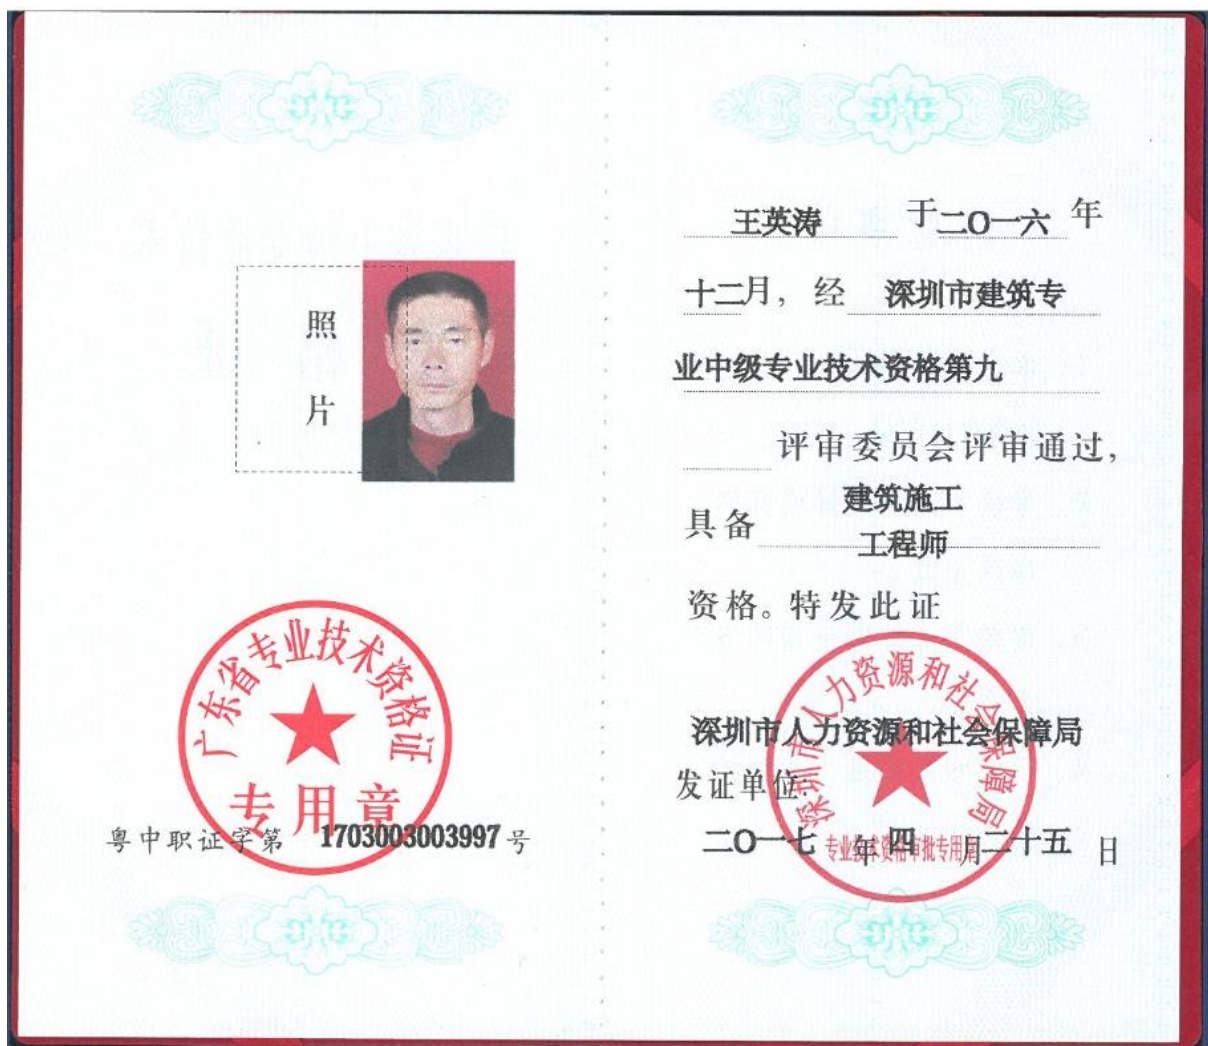 照
片
广东省专业技术资格证
专用章
粤中职证字第 1703003003997 号
王英涛 于二〇一六年
十二月，经 深圳市建筑专
业中级专业技术资格第九
评审委员会评审通过，
具备 建筑施工
工程师
资格。特发此证
深圳市人力资源和社会保障局
深圳市人力资源和社会保障局
发证单位：
专业技术资格审批专用章
二〇一七年四月二十五日